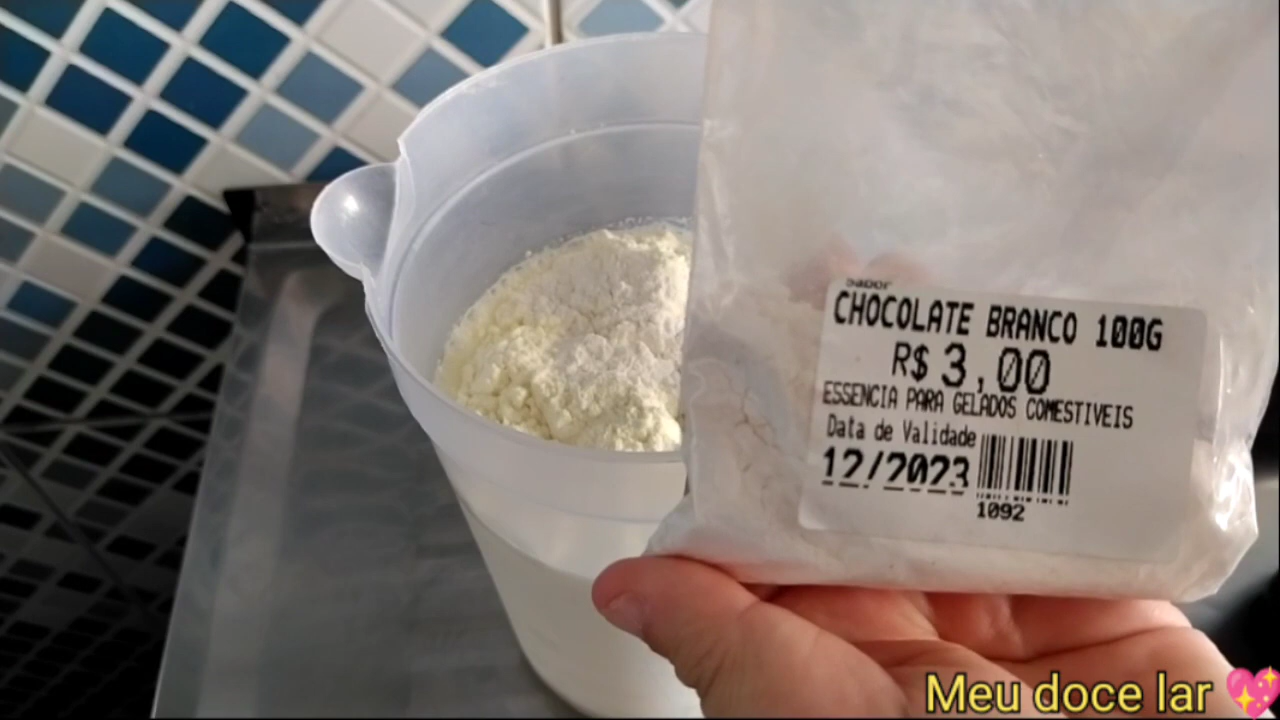 CHOCOLATE BRANCO 100G
R$ 3,00
ESSENCIA PARA GELADOS COMESTIVEIS
Data de Validade
12/2023
1092
Meu doce lar 💖